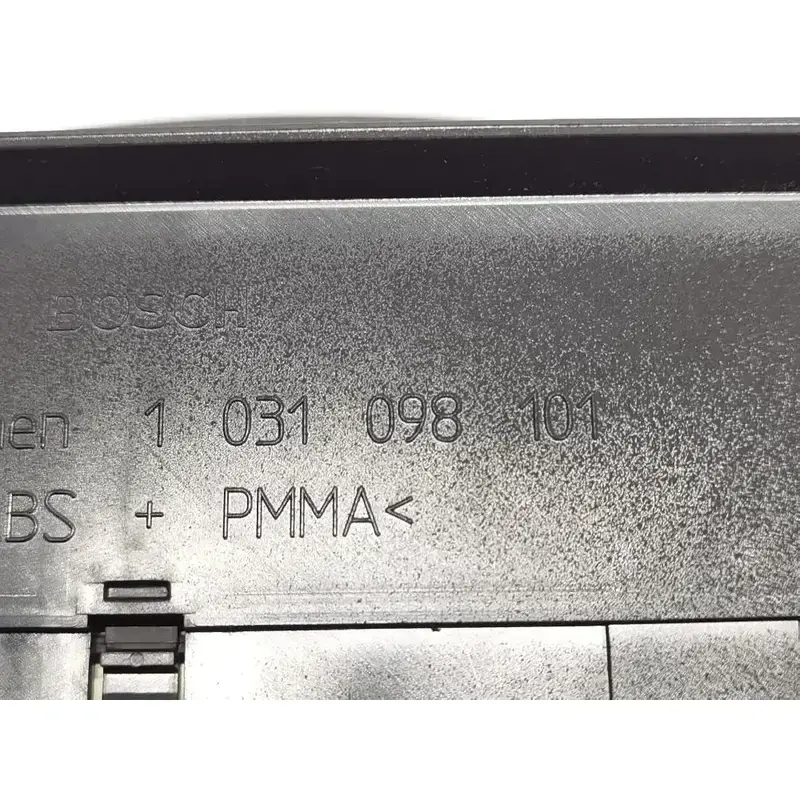 BOSCH
nen 1 031 098 101
BS + PMMA<